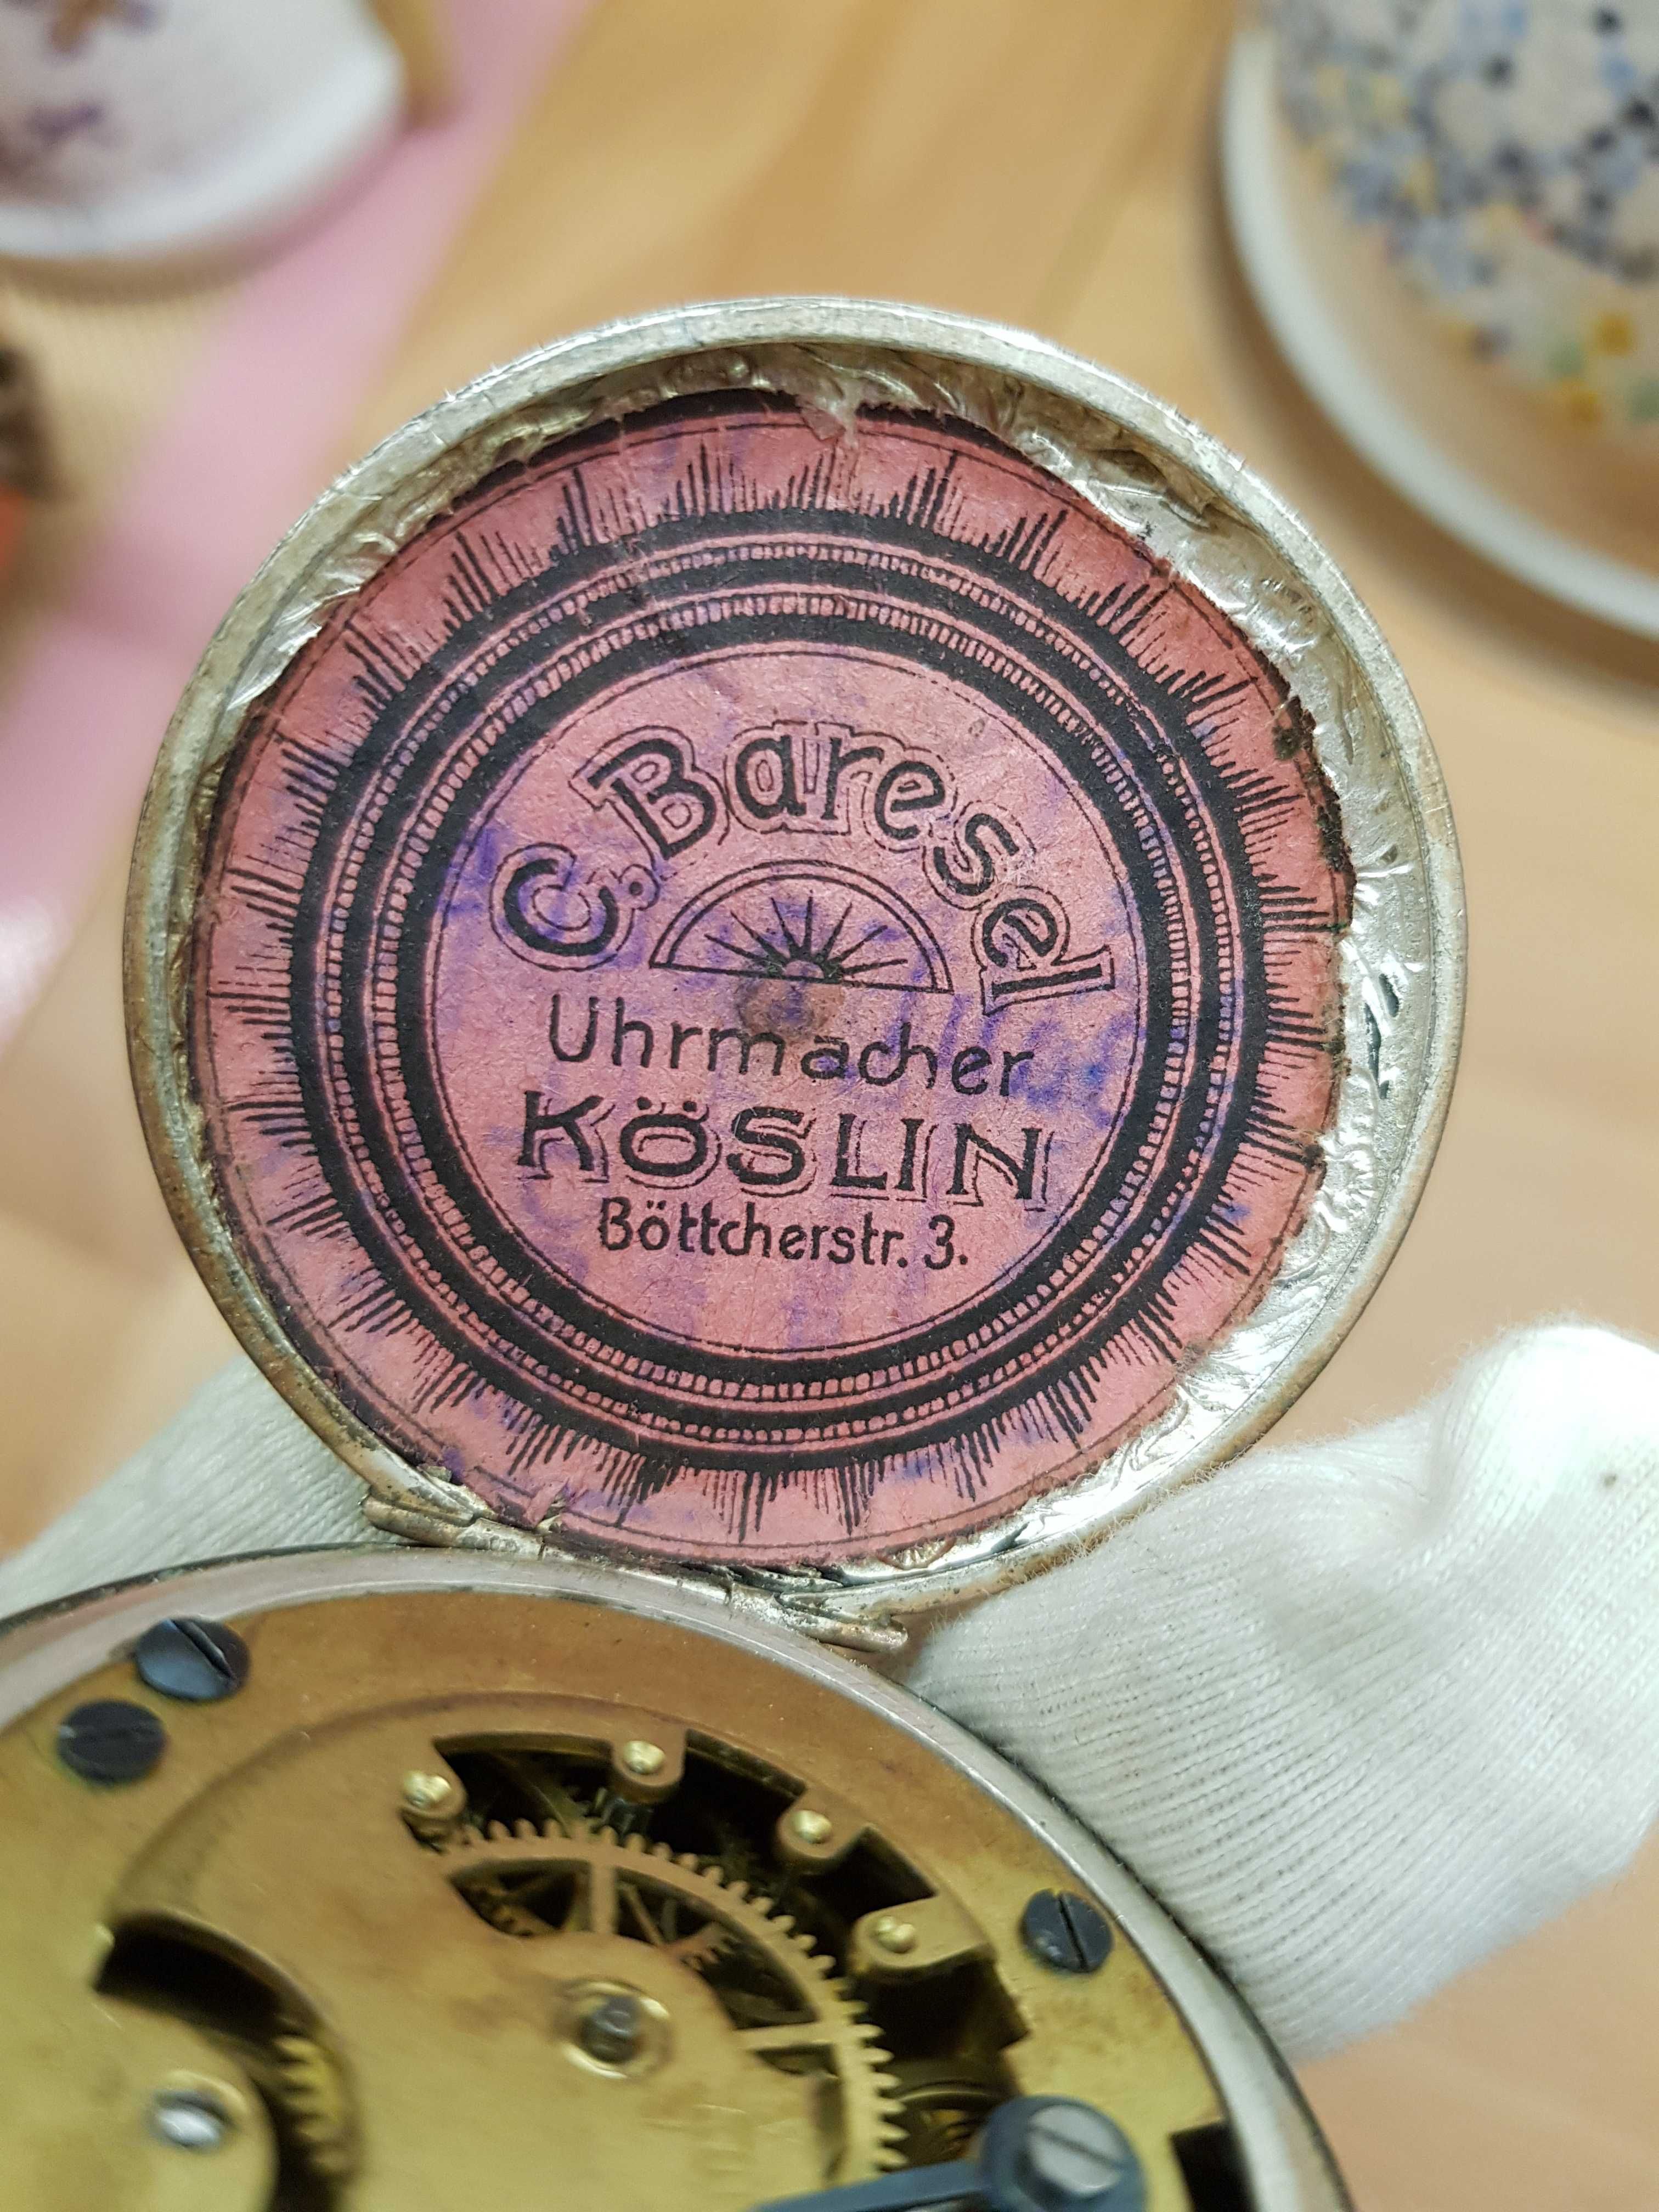 C. Baresel
Uhrmacher
KÖSLIN
Böttcherstr. 3.